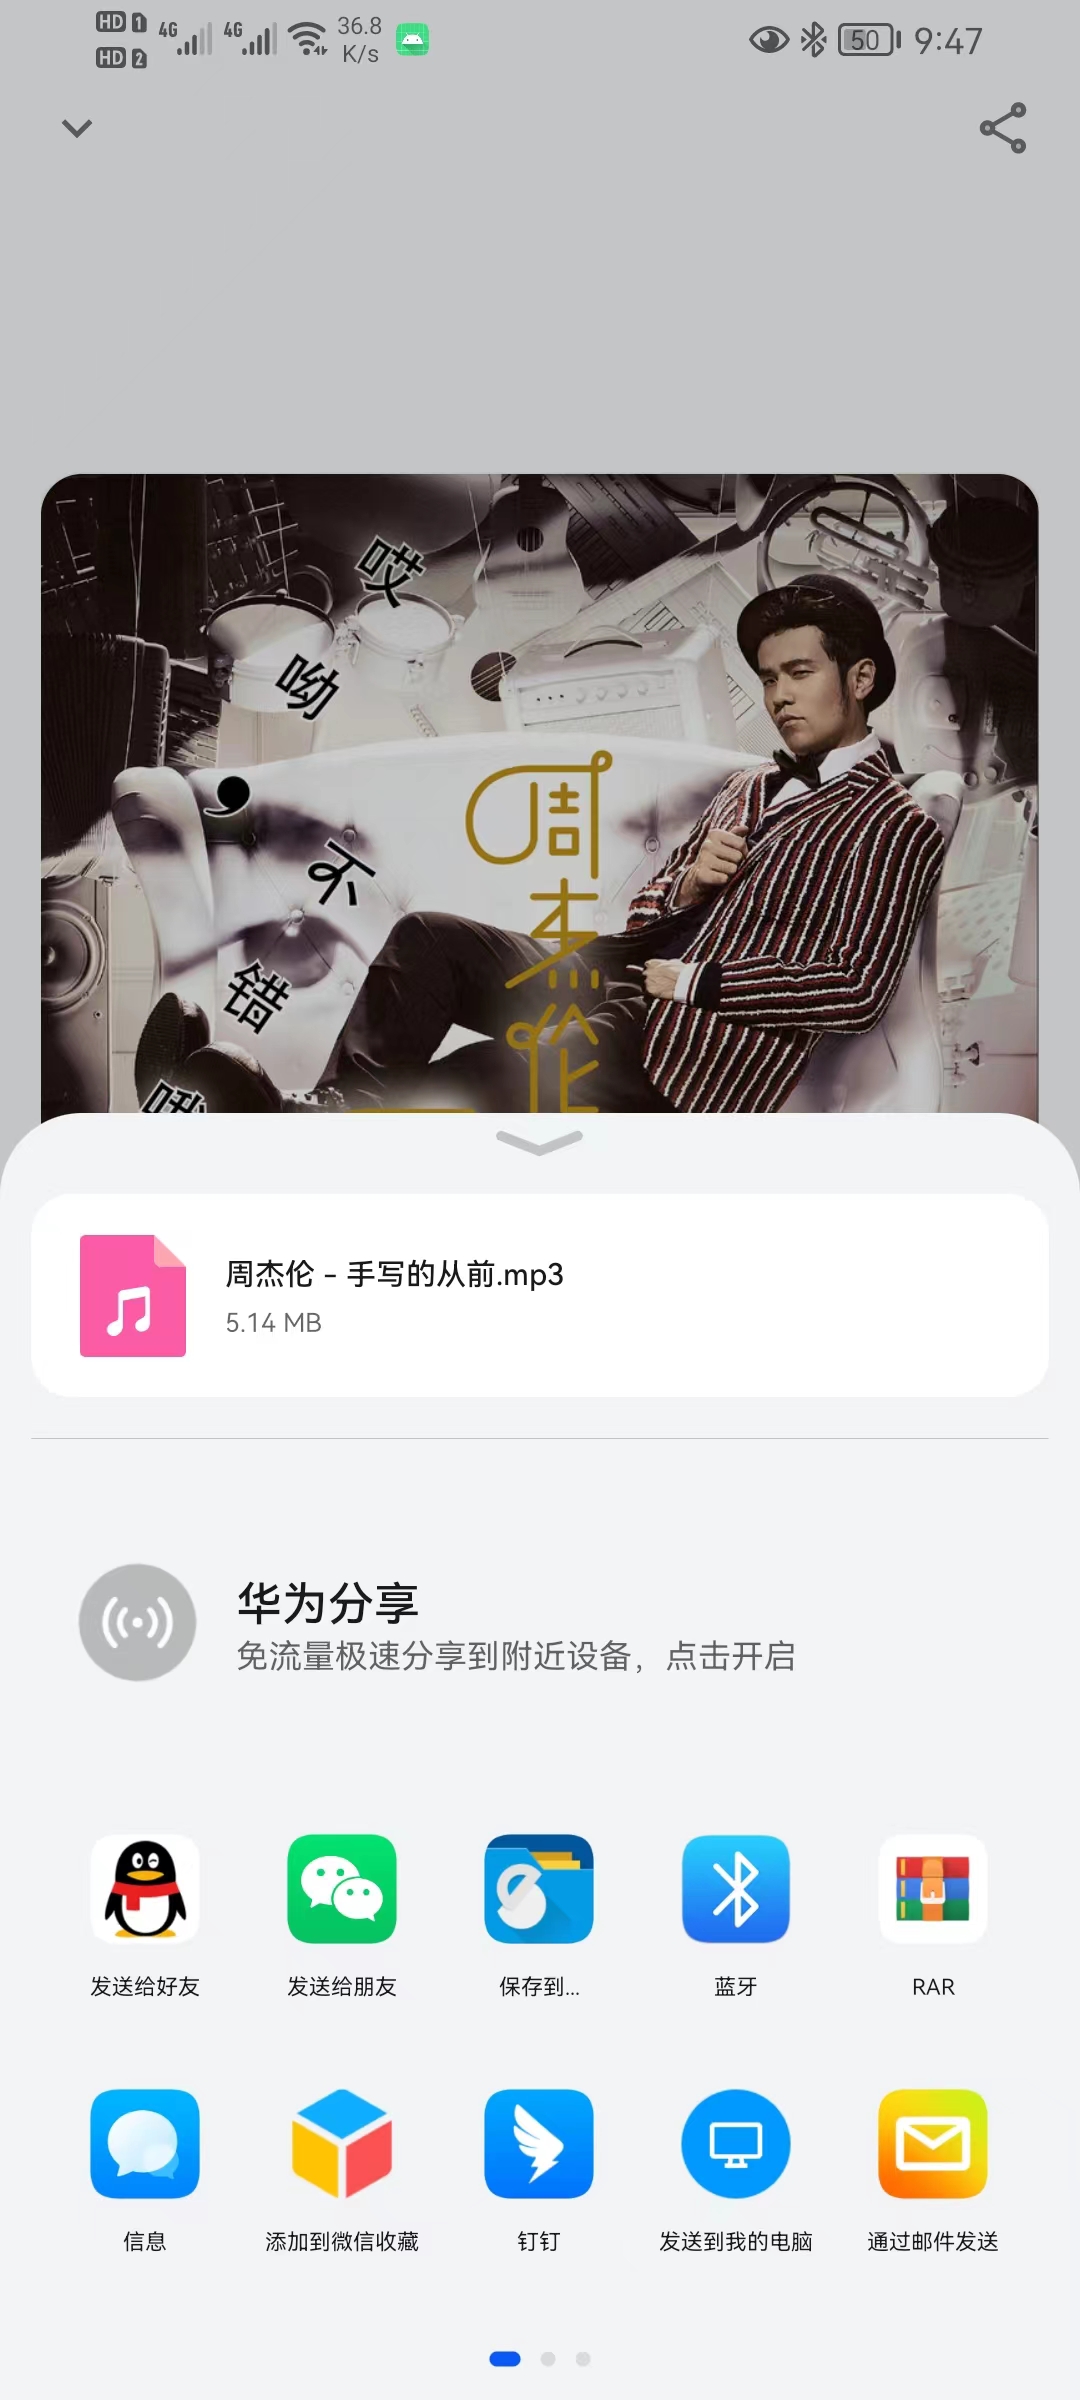 HD 1 4G 4G 36.8 K/s 50 9:47
HD 2
哎
呦
，
不
错
哦
周
杰
伦
周杰伦 - 手写的从前.mp3
5.14 MB
华为分享
免流量极速分享到附近设备，点击开启
发送给好友 发送给朋友 保存到... 蓝牙 RAR
信息 添加到微信收藏 钉钉 发送到我的电脑 通过邮件发送